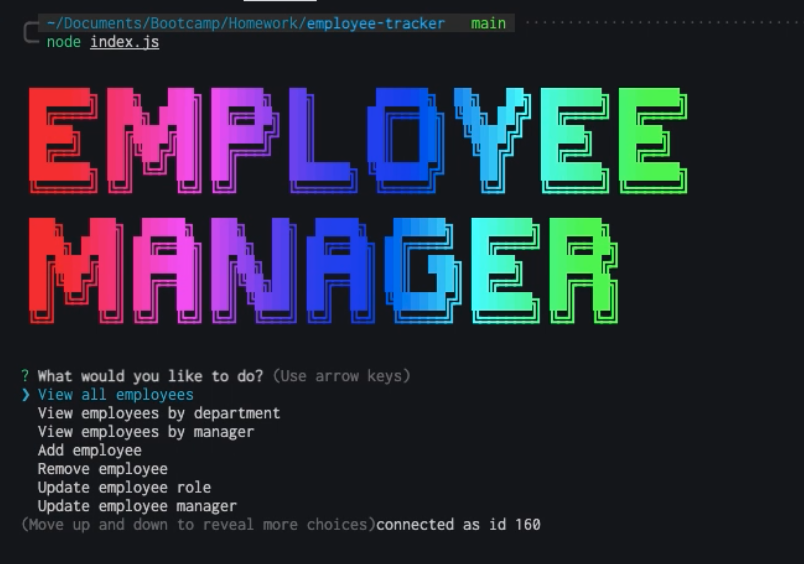 ~/Documents/Bootcamp/Homework/employee-tracker main
node index.js
EMPLOYEE
MANAGER
? What would you like to do? (Use arrow keys)
❯ View all employees
View employees by department
View employees by manager
Add employee
Remove employee
Update employee role
Update employee manager
(Move up and down to reveal more choices)connected as id 160